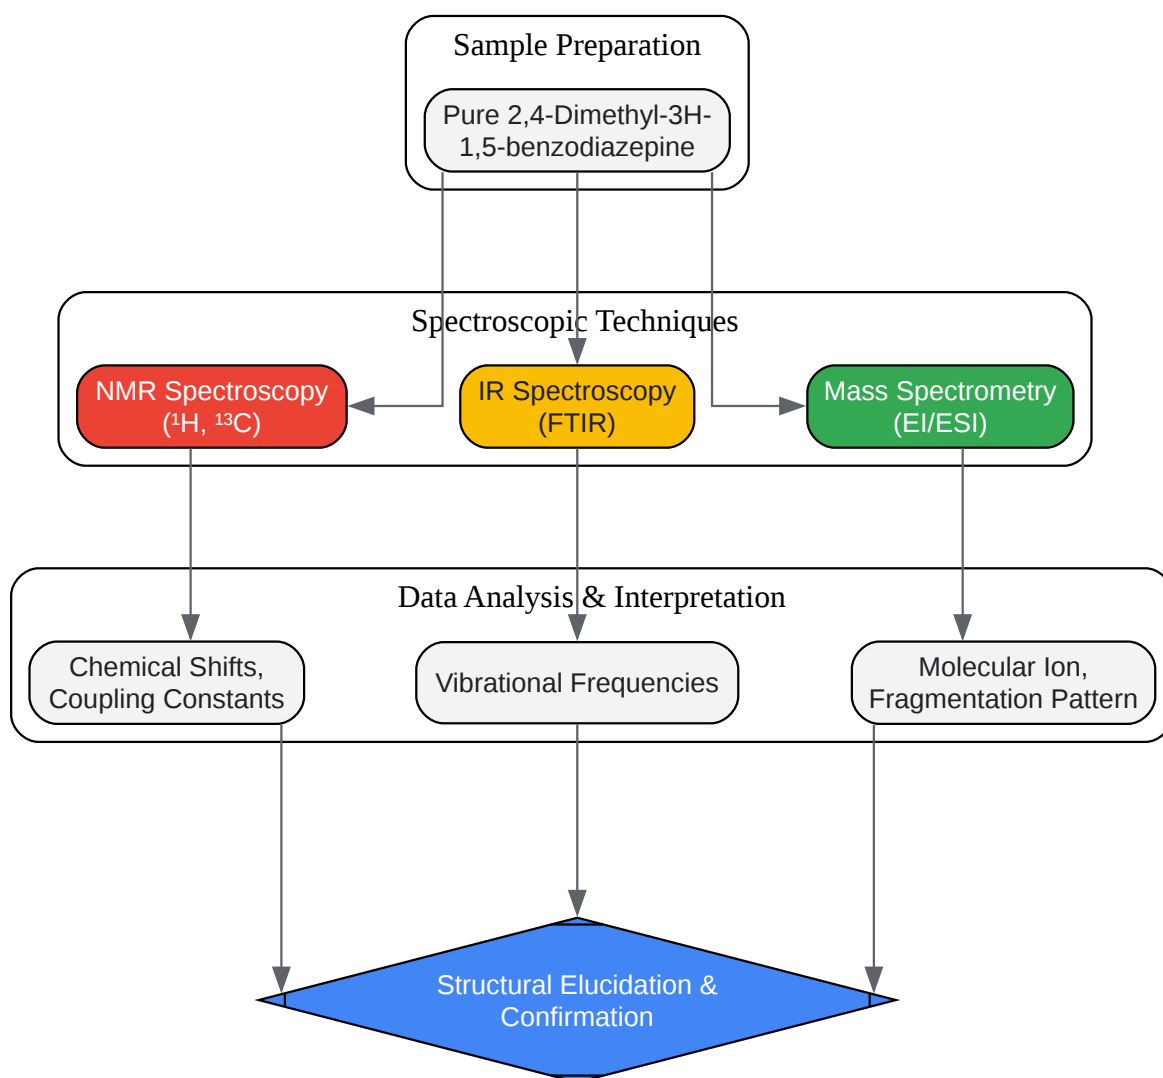 Sample Preparation
Pure 2,4-Dimethyl-3H-
1,5-benzodiazepine
Spectroscopic Techniques
NMR Spectroscopy
(¹H, ¹³C)
IR Spectroscopy
(FTIR)
Mass Spectrometry
(EI/ESI)
Data Analysis & Interpretation
Chemical Shifts,
Coupling Constants
Vibrational Frequencies
Molecular Ion,
Fragmentation Pattern
Structural Elucidation &
Confirmation